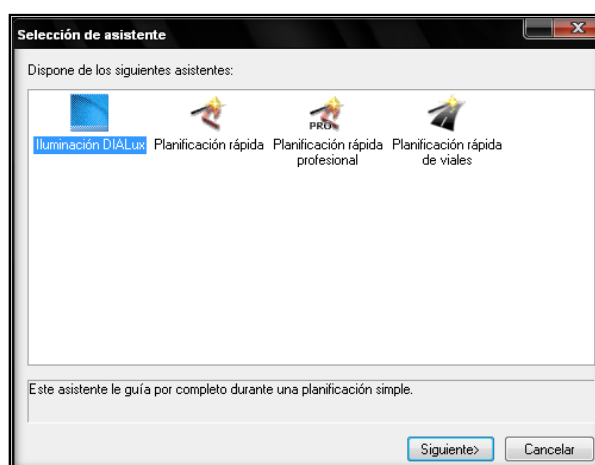 Selección de asistente
Dispone de los siguientes asistentes:
Iluminación DIALux
Planificación rápida
PRO
Planificación rápida
profesional
Planificación rápida
de viales
Este asistente le guía por completo durante una planificación simple.
Siguiente>
Cancelar